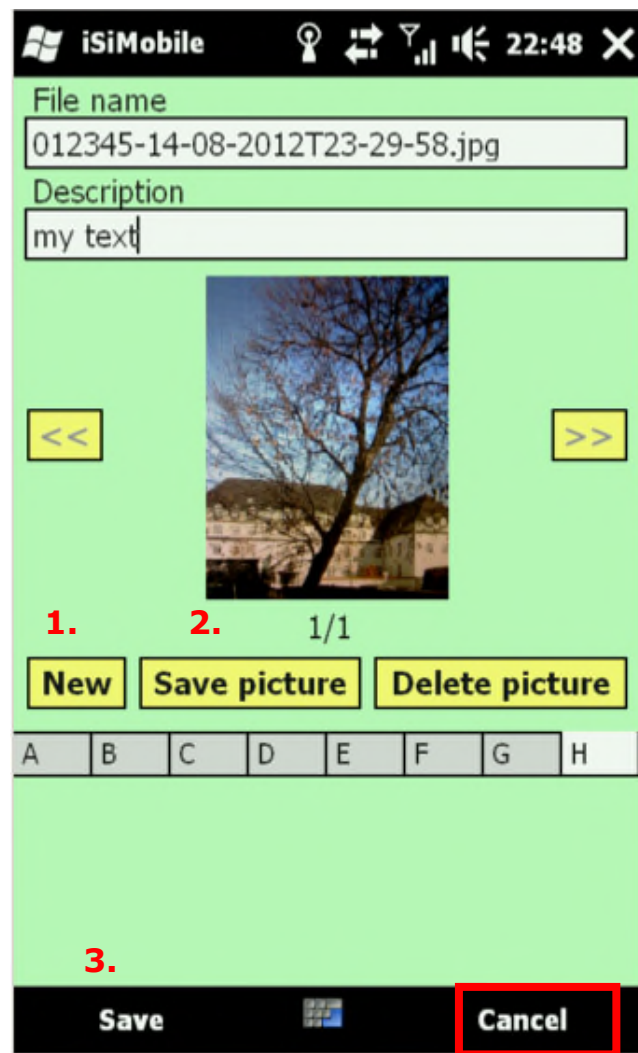 iSiMobile 22:48
File name
012345-14-08-2012T23-29-58.jpg
Description
my text
<< >>
1. 2. 1/1
New Save picture Delete picture
A B C D E F G H
3.
Save Cancel